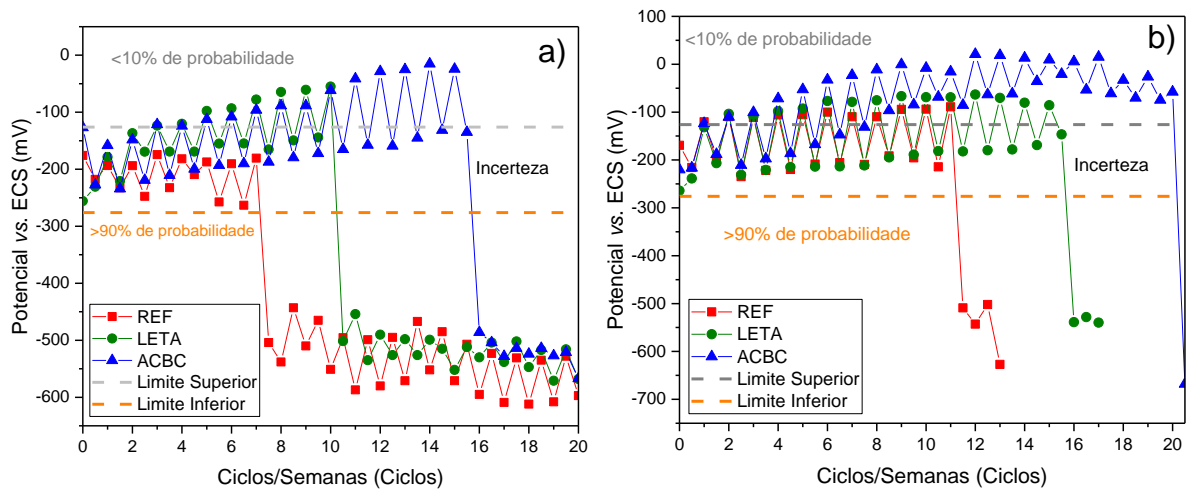 a)
<10% de probabilidade
Incerteza
>90% de probabilidade
REF
LETA
ACBC
Limite Superior
Limite Inferior
0
-100
-200
-300
-400
-500
-600
Potencial vs. ECS (mV)
0 2 4 6 8 10 12 14 16 18 20
Ciclos/Semanas (Ciclos)
b)
<10% de probabilidade
Incerteza
>90% de probabilidade
REF
LETA
ACBC
Limite Superior
Limite Inferior
100
0
-100
-200
-300
-400
-500
-600
-700
Potencial vs. ECS (mV)
0 2 4 6 8 10 12 14 16 18 20
Ciclos/Semanas (Ciclos)